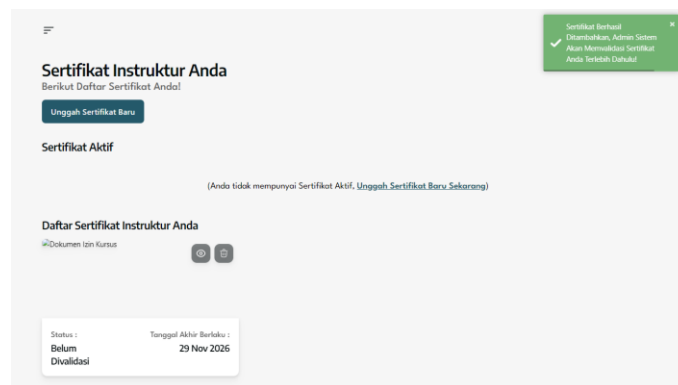 Sertifikat Berhasil
Ditambahkan, Admin Sistem
Akan Memvalidasi Sertifikat
Anda Terlebih Dahulu!
Sertifikat Instruktur Anda
Berikut Daftar Sertifikat Anda!
Unggah Sertifikat Baru
Sertifikat Aktif
(Anda tidak mempunyai Sertifikat Aktif, Unggah Sertifikat Baru Sekarang)
Daftar Sertifikat Instruktur Anda
Dokumen Izin Kursus
Status :
Tanggal Akhir Berlaku :
Belum
29 Nov 2026
Divalidasi